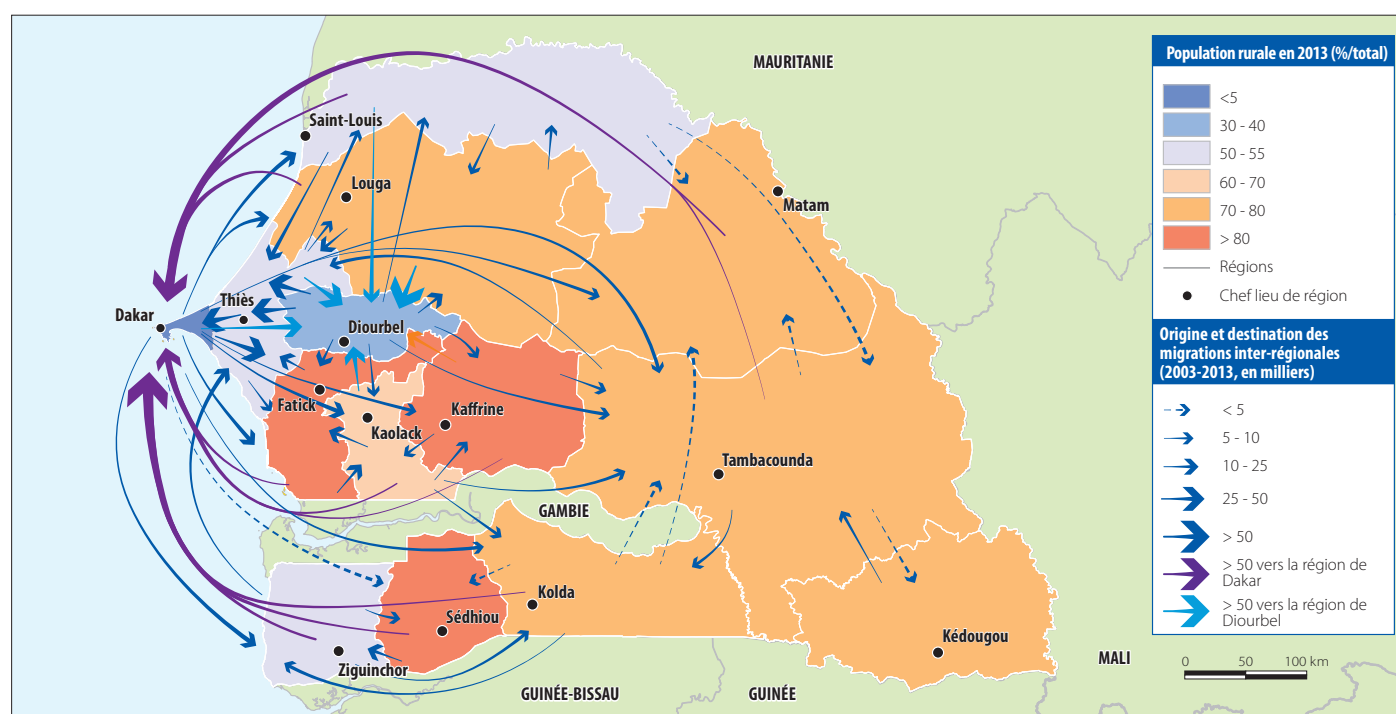 MAURITANIE
Saint-Louis
Louga
Matam
Dakar
Thiès
Diourbel
Fatick
Kaolack
Kaffrine
Tambacounda
GAMBIE
Kolda
Sédhiou
Ziguinchor
Kédougou
MALI
GUINÉE-BISSAU
GUINÉE
Population rurale en 2013 (%/total)
<5
30 - 40
50 - 55
60 - 70
70 - 80
> 80
Régions
Chef lieu de région
Origine et destination des
migrations inter-régionales
(2003-2013, en milliers)
< 5
5 - 10
10 - 25
25 - 50
> 50
> 50 vers la région de
Dakar
> 50 vers la région de
Diourbel
0 50 100 km